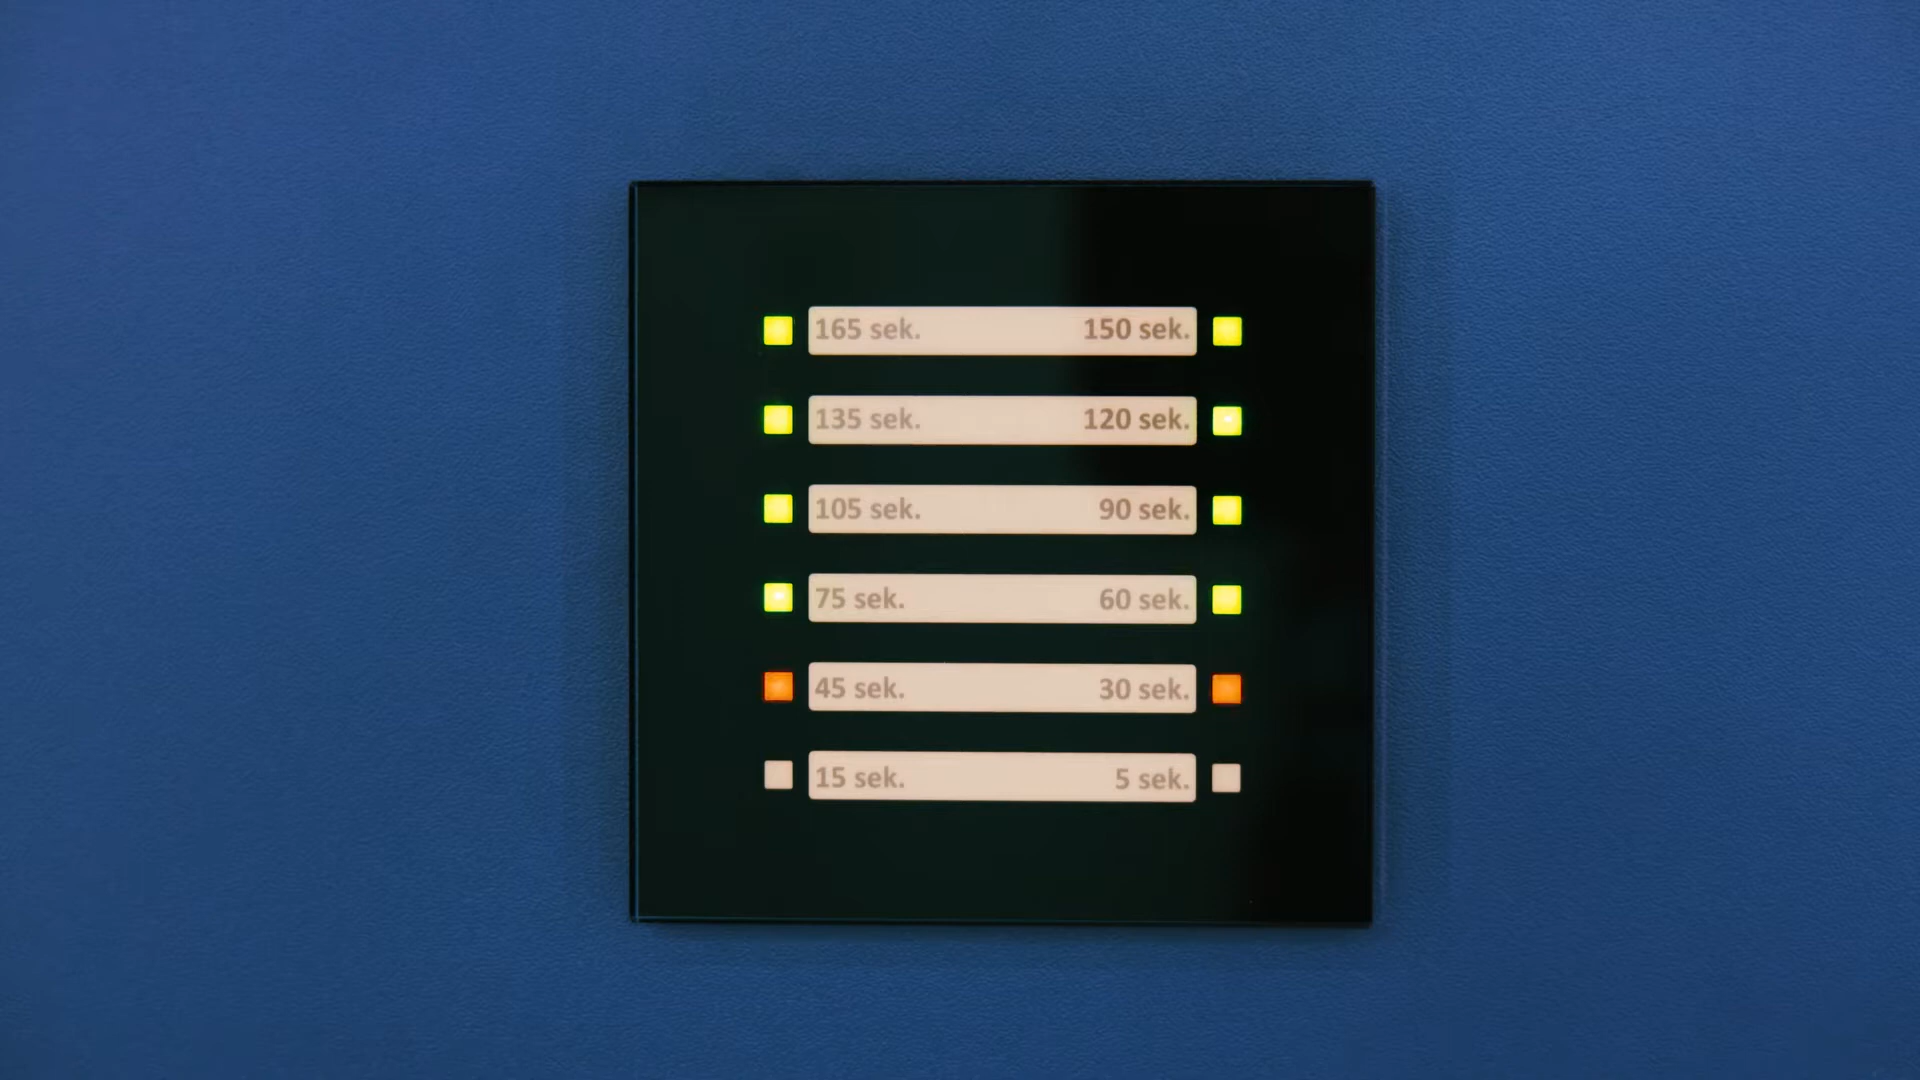 165 sek. 150 sek.
135 sek. 120 sek.
105 sek. 90 sek.
75 sek. 60 sek.
45 sek. 30 sek.
15 sek. 5 sek.